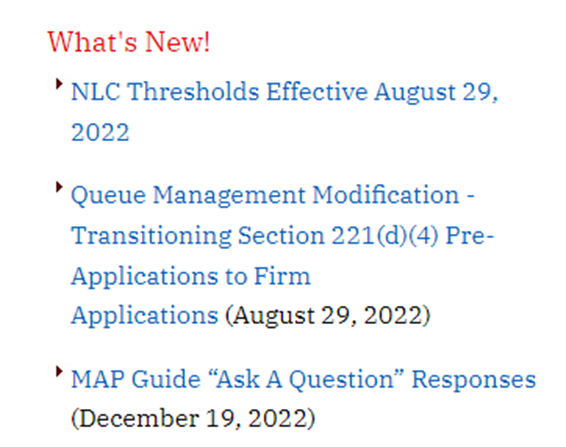 What's New!
NLC Thresholds Effective August 29,
2022
Queue Management Modification -
Transitioning Section 221(d)(4) Pre-
Applications to Firm
Applications (August 29, 2022)
MAP Guide “Ask A Question” Responses
(December 19, 2022)